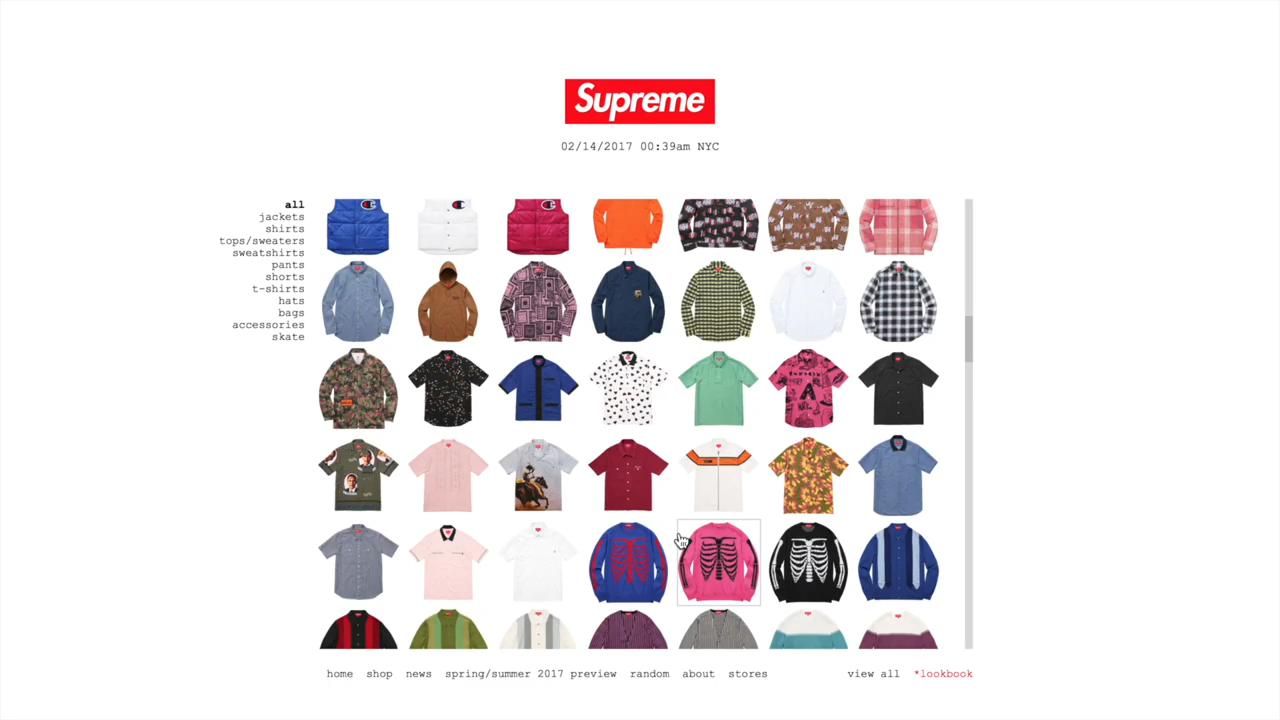 Supreme
02/14/2017 00:39am NYC
all
jackets
shirts
tops/sweaters
sweatshirts
pants
shorts
t-shirts
hats
bags
accessories
skate
home shop news spring/summer 2017 preview random about stores view all *lookbook